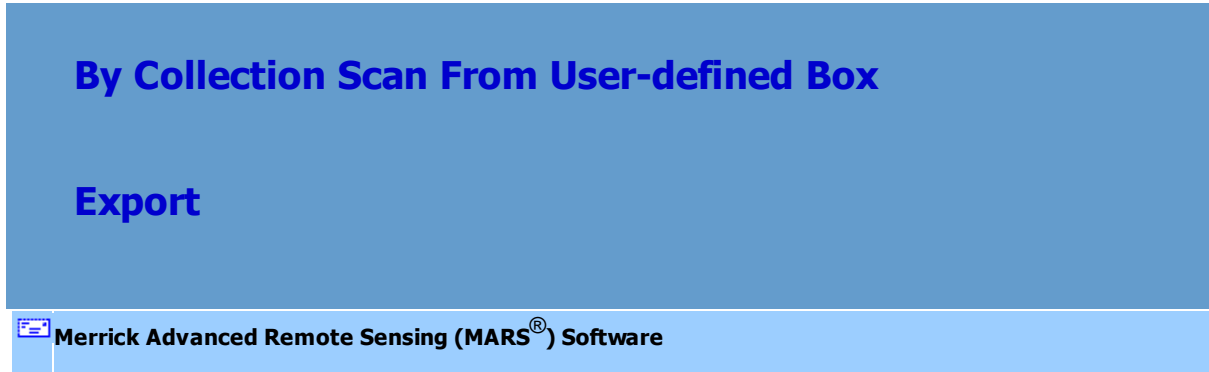 By Collection Scan From User-defined Box
Export
Merrick Advanced Remote Sensing (MARS®) Software